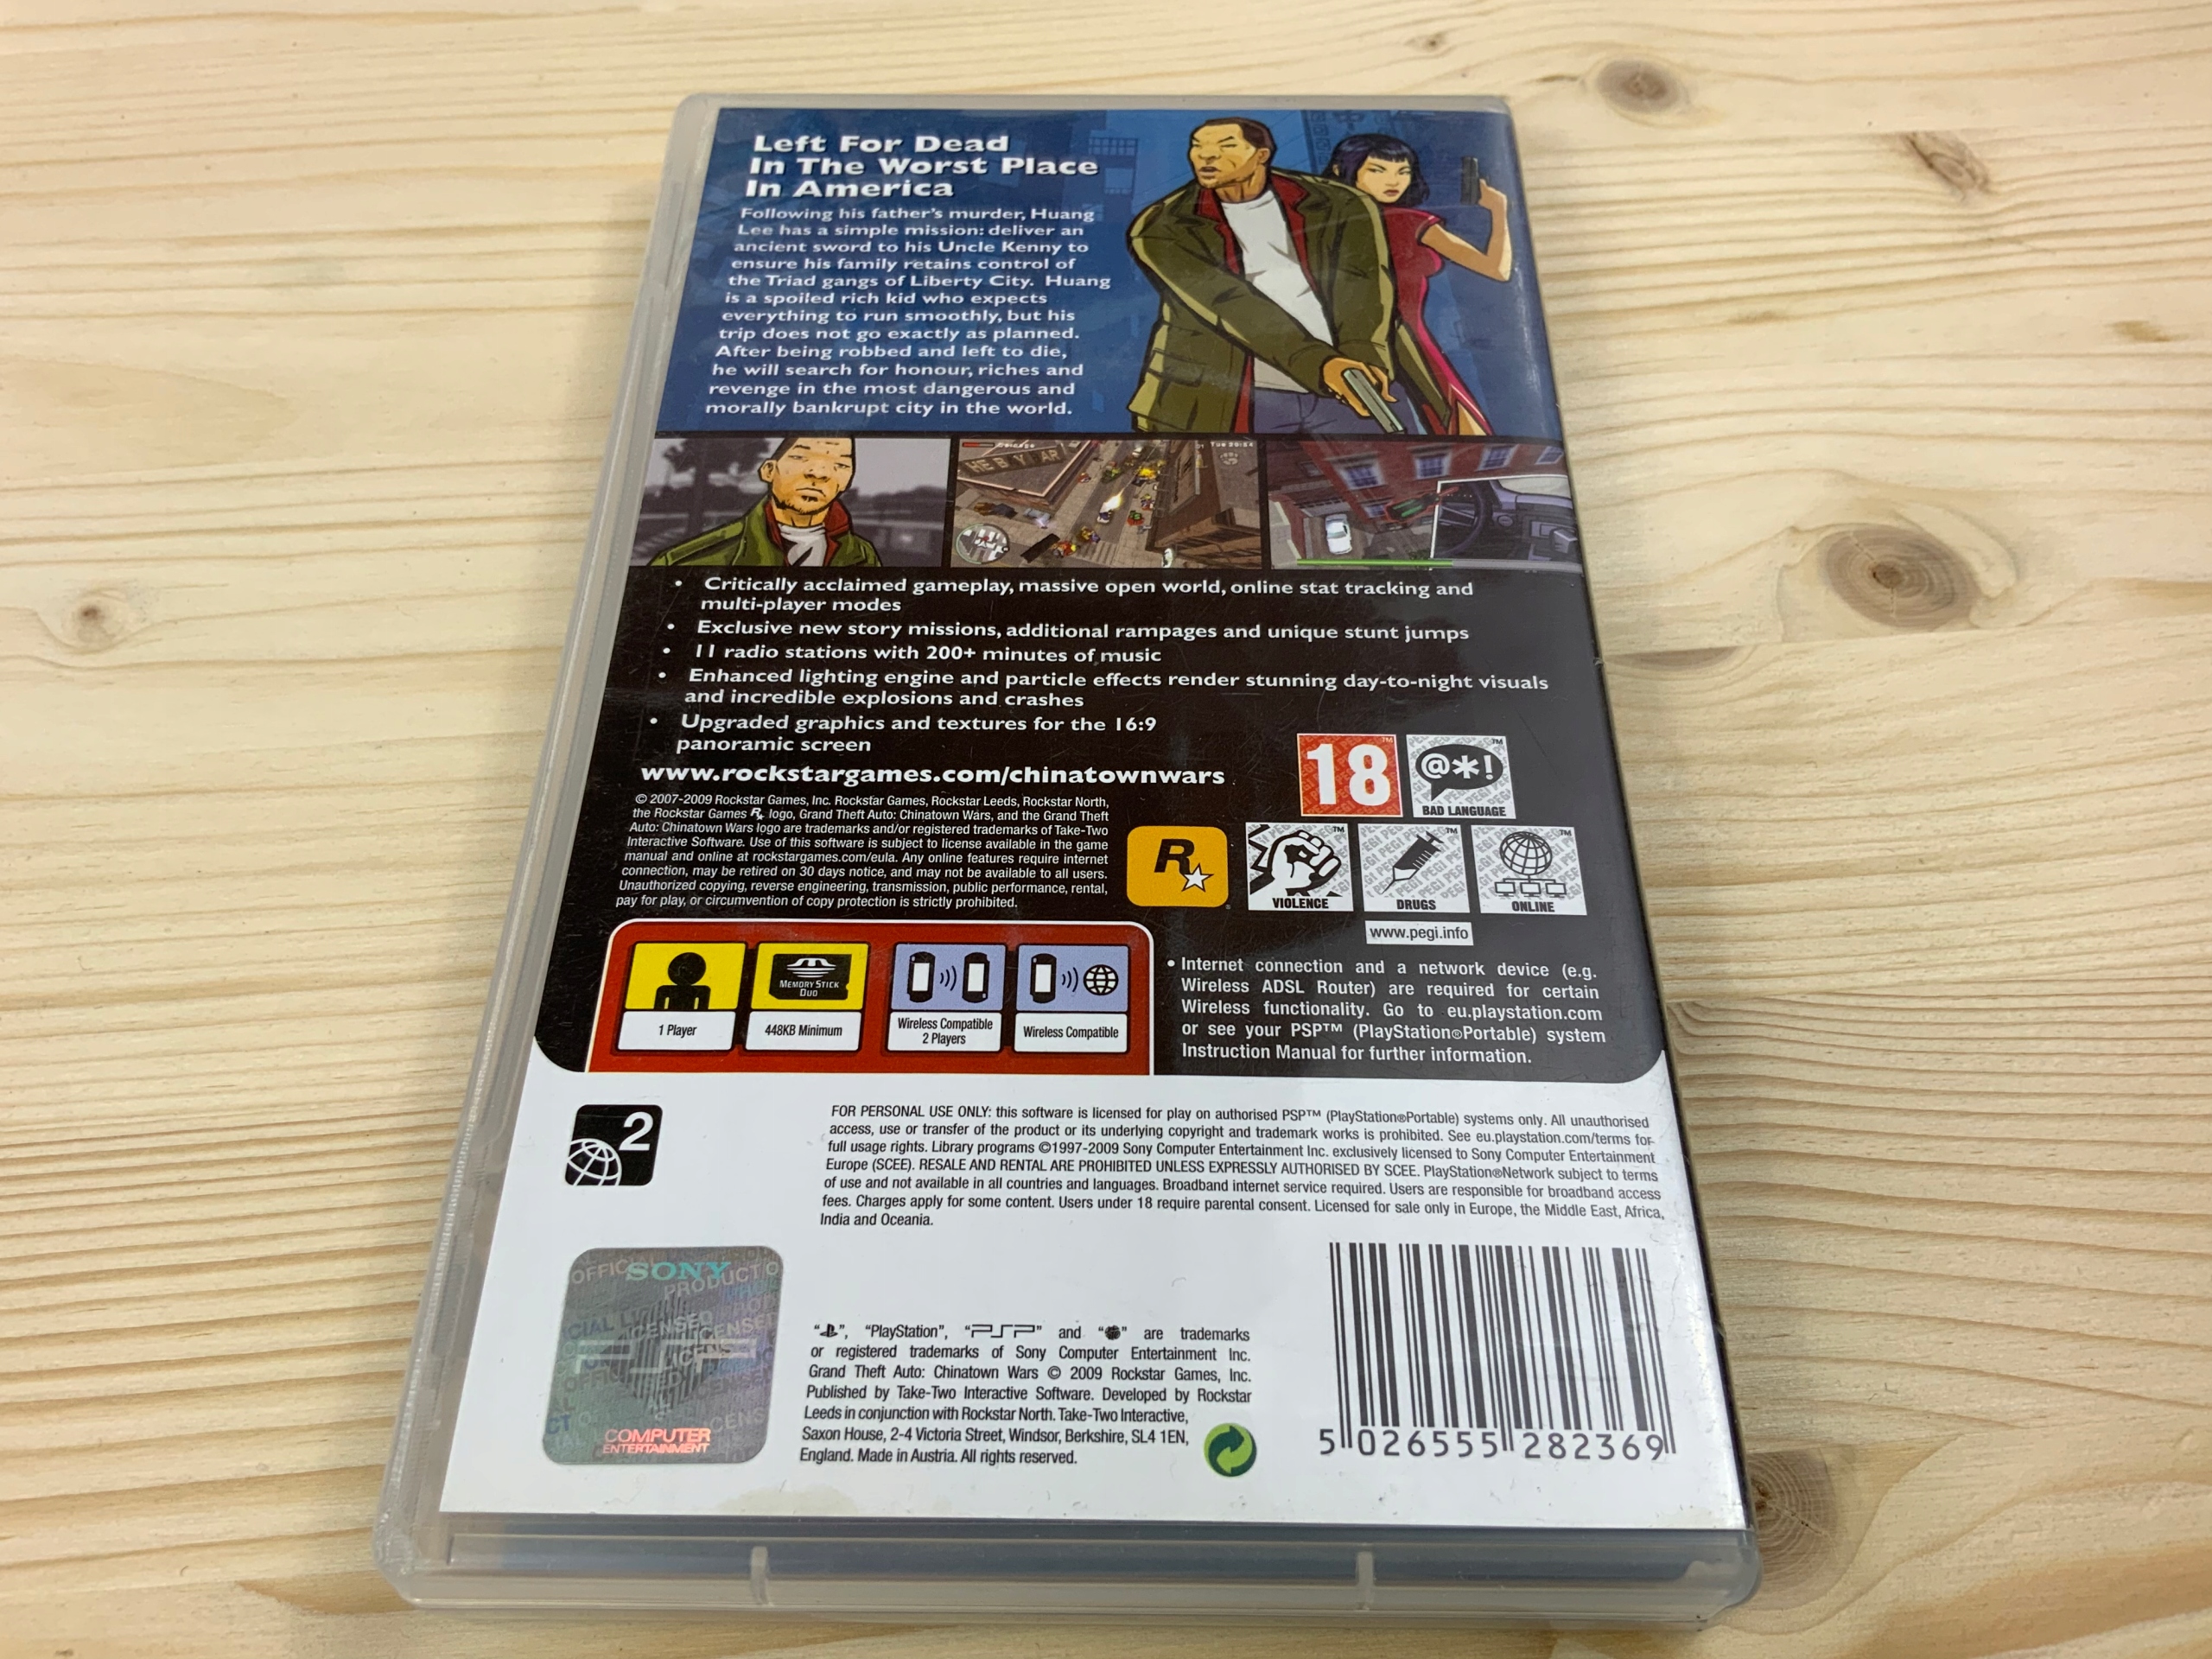 Left For Dead
In The Worst Place
In America
Following his father's murder, Huang
Lee has a simple mission: deliver an
ancient sword to his Uncle Kenny to
ensure his family retains control of
the Triad gangs of Liberty City. Huang
is a spoiled rich kid who expects
everything to run smoothly, but his
trip does not go exactly as planned.
After being robbed and left to die,
he will search for honour, riches and
revenge in the most dangerous and
morally bankrupt city in the world.
• Critically acclaimed gameplay, massive open world, online stat tracking and
multi-player modes
• Exclusive new story missions, additional rampages and unique stunt jumps
• 11 radio stations with 200+ minutes of music
• Enhanced lighting engine and particle effects render stunning day-to-night visuals
and incredible explosions and crashes
• Upgraded graphics and textures for the 16:9
panoramic screen
www.rockstargames.com/chinatownwars
© 2007-2009 Rockstar Games, Inc. Rockstar Games, Rockstar Leeds, Rockstar North,
the Rockstar Games R★ logo, Grand Theft Auto: Chinatown Wars, and the Grand Theft
Auto: Chinatown Wars logo are trademarks and/or registered trademarks of Take-Two
Interactive Software. Use of this software is subject to license available in the game
manual and online at rockstargames.com/eula. Any online features require internet
connection, may be retired on 30 days notice, and may not be available to all users.
Unauthorized copying, reverse engineering, transmission, public performance, rental,
pay for play, or circumvention of copy protection is strictly prohibited.
R★
18
@*!
BAD LANGUAGE
VIOLENCE
DRUGS
ONLINE
www.pegi.info
MEMORY STICK
DUO
1 Player
448KB Minimum
Wireless Compatible
2 Players
Wireless Compatible
• Internet connection and a network device (e.g.
Wireless ADSL Router) are required for certain
Wireless functionality. Go to eu.playstation.com
or see your PSP™ (PlayStation®Portable) system
Instruction Manual for further information.
2
FOR PERSONAL USE ONLY: this software is licensed for play on authorised PSP™ (PlayStation®Portable) systems only. All unauthorised
access, use or transfer of the product or its underlying copyright and trademark works is prohibited. See eu.playstation.com/terms for
full usage rights. Library programs ©1997-2009 Sony Computer Entertainment Inc. exclusively licensed to Sony Computer Entertainment
Europe (SCEE). RESALE AND RENTAL ARE PROHIBITED UNLESS EXPRESSLY AUTHORISED BY SCEE. PlayStation®Network subject to terms
of use and not available in all countries and languages. Broadband internet service required. Users are responsible for broadband access
fees. Charges apply for some content. Users under 18 require parental consent. Licensed for sale only in Europe, the Middle East, Africa,
India and Oceania.
SONY
COMPUTER
ENTERTAINMENT
"PlayStation", "PSP" and " " are trademarks
or registered trademarks of Sony Computer Entertainment Inc.
Grand Theft Auto: Chinatown Wars © 2009 Rockstar Games, Inc.
Published by Take-Two Interactive Software. Developed by Rockstar
Leeds in conjunction with Rockstar North. Take-Two Interactive,
Saxon House, 2-4 Victoria Street, Windsor, Berkshire, SL4 1EN,
England. Made in Austria. All rights reserved.
5 026555 282369